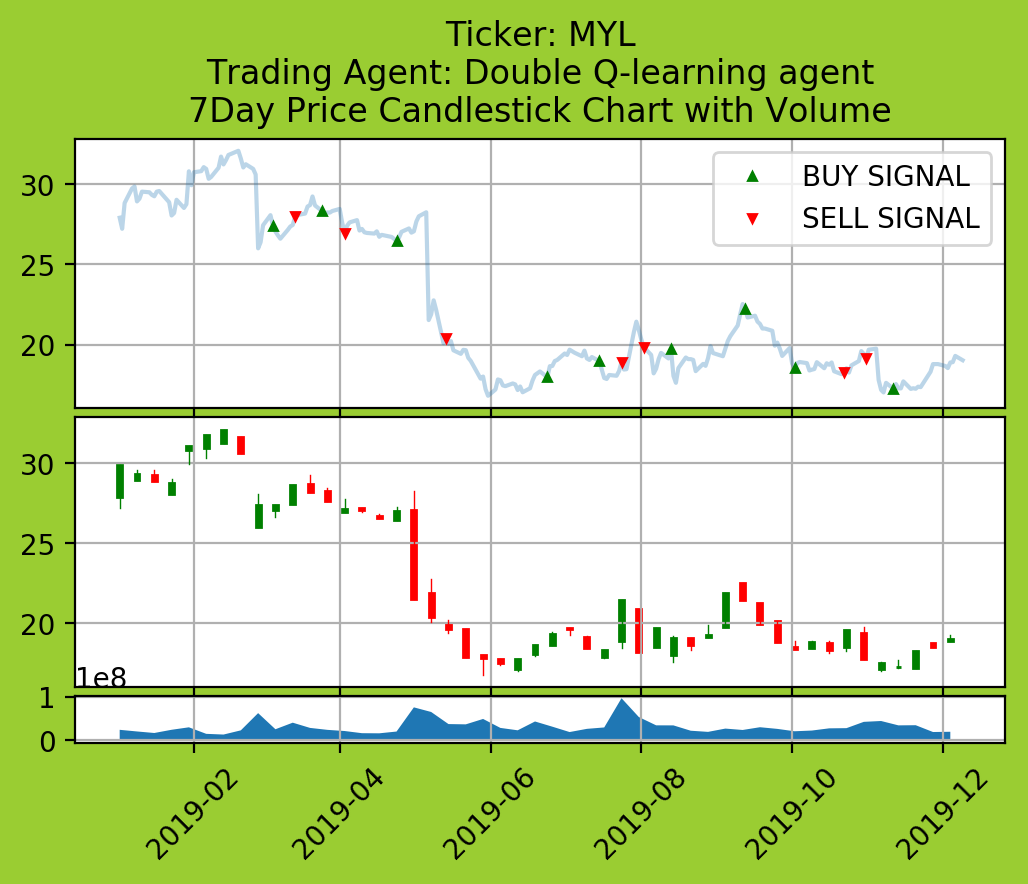 Ticker: MYL
Trading Agent: Double Q-learning agent
7Day Price Candlestick Chart with Volume
BUY SIGNAL
SELL SIGNAL
30
25
20
30
25
20
1e8
1
0
2019-02
2019-04
2019-06
2019-08
2019-10
2019-12